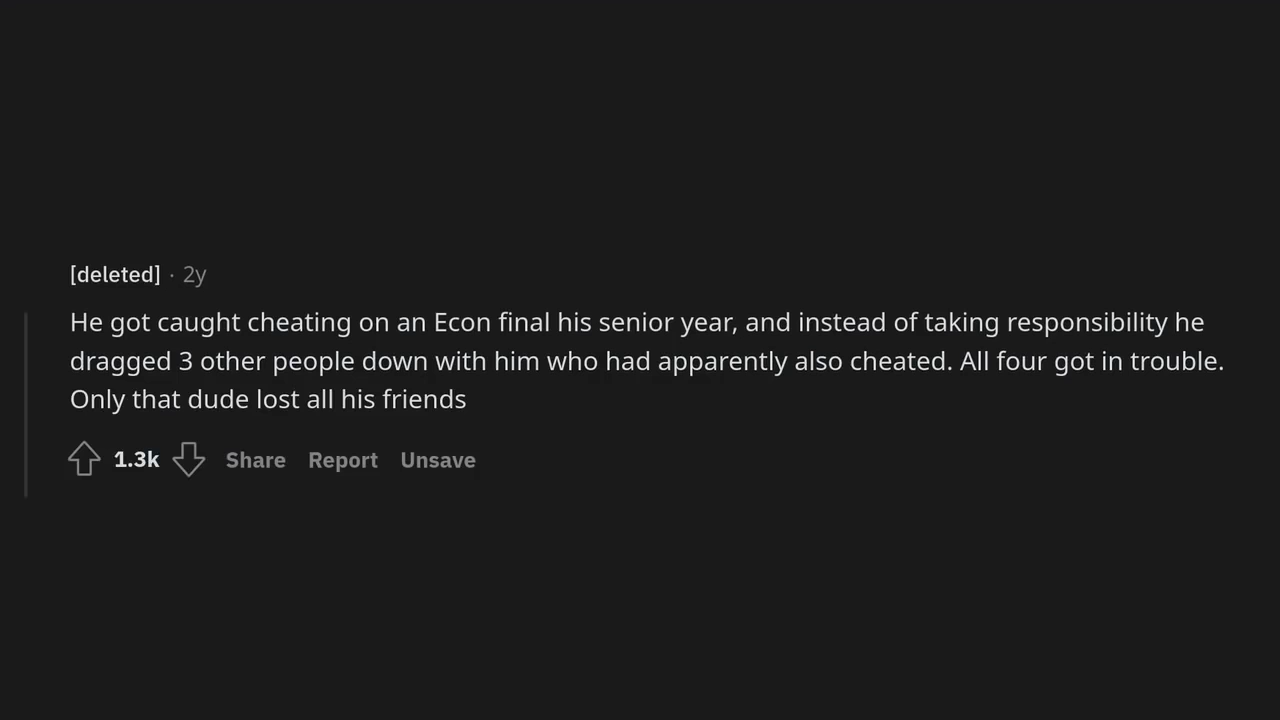 [deleted] · 2y
He got caught cheating on an Econ final his senior year, and instead of taking responsibility he
dragged 3 other people down with him who had apparently also cheated. All four got in trouble.
Only that dude lost all his friends
1.3k Share Report Unsave